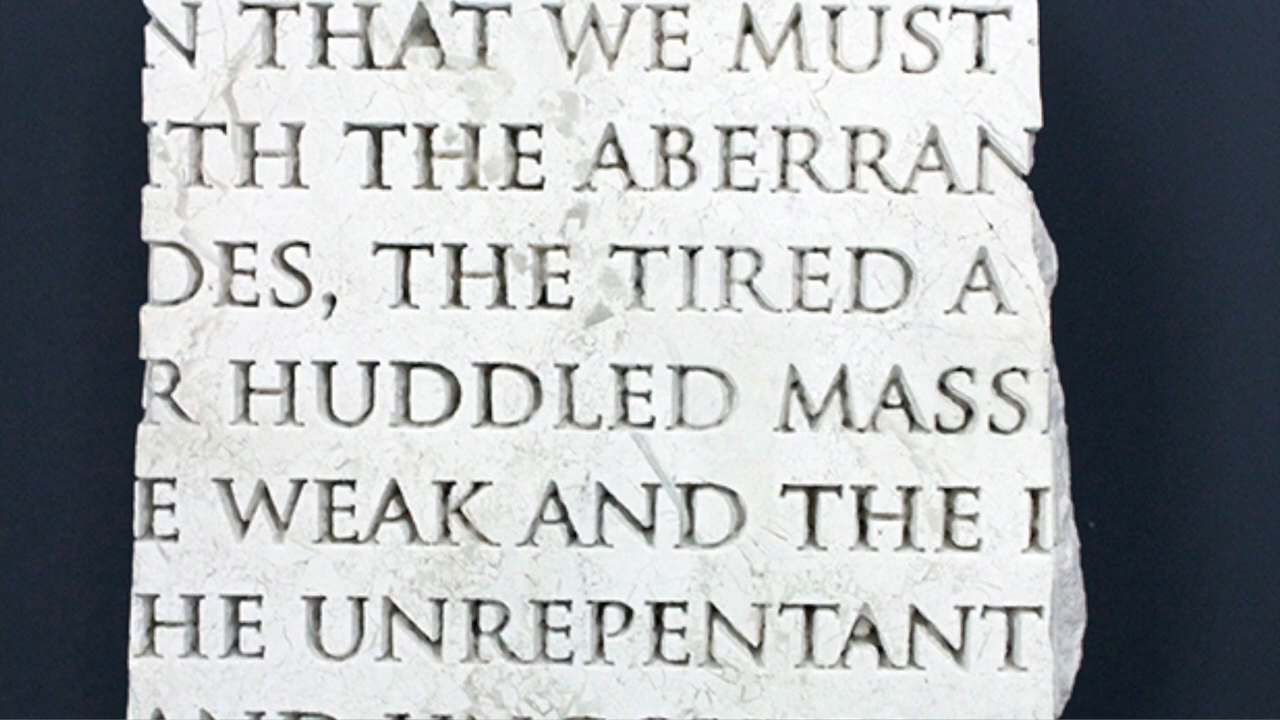 N THAT WE MUST
ITH THE ABERRAN
DES, THE TIRED A
R HUDDLED MASS
E WEAK AND THE I
HE UNREPENTANT